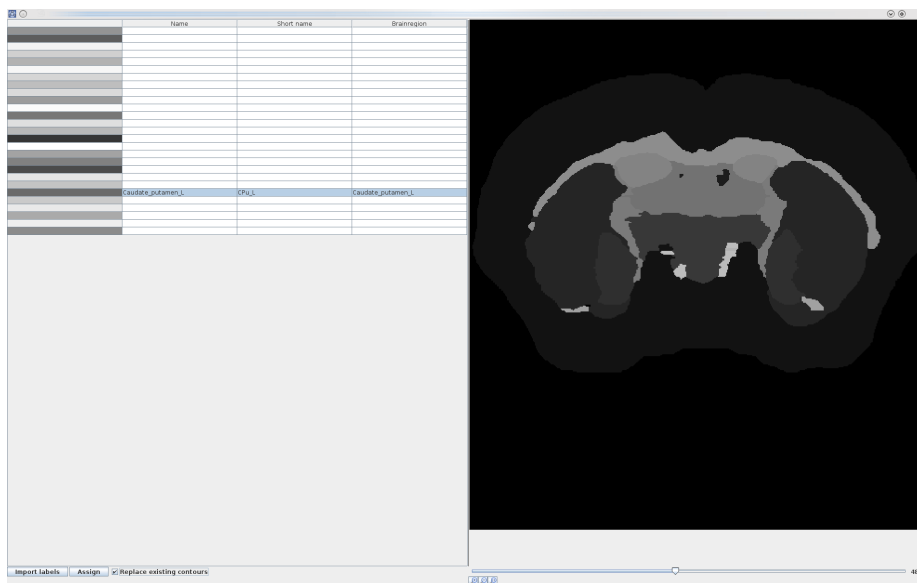 Name Short name Brainregion
Caudate_putamen_L CPu_L Caudate_putamen_L
Import labels Assign Replace existing contours